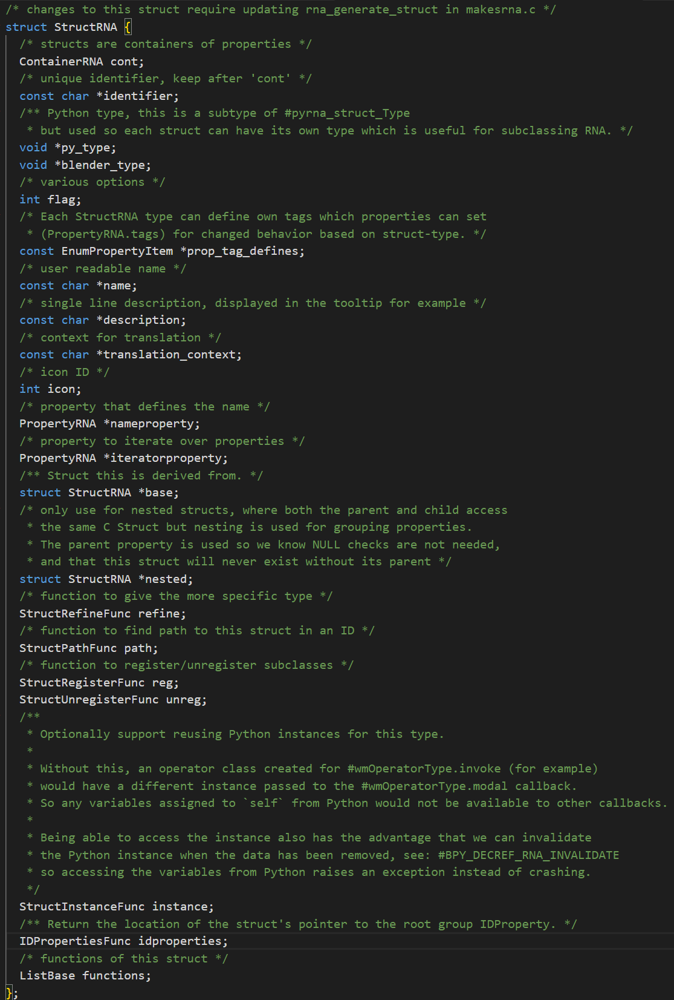 /* changes to this struct require updating rna_generate_struct in makesrna.c */
struct StructRNA {
  /* structs are containers of properties */
  ContainerRNA cont;
  /* unique identifier, keep after 'cont' */
  const char *identifier;
  /** Python type, this is a subtype of #pyrna_struct_Type
   * but used so each struct can have its own type which is useful for subclassing RNA. */
  void *py_type;
  void *blender_type;
  /* various options */
  int flag;
  /* Each StructRNA type can define own tags which properties can set
   * (PropertyRNA.tags) for changed behavior based on struct-type. */
  const EnumPropertyItem *prop_tag_defines;
  /* user readable name */
  const char *name;
  /* single line description, displayed in the tooltip for example */
  const char *description;
  /* context for translation */
  const char *translation_context;
  /* icon ID */
  int icon;
  /* property that defines the name */
  PropertyRNA *nameproperty;
  /* property to iterate over properties */
  PropertyRNA *iteratorproperty;
  /** Struct this is derived from. */
  struct StructRNA *base;
  /* only use for nested structs, where both the parent and child access
   * the same C Struct but nesting is used for grouping properties.
   * The parent property is used so we know NULL checks are not needed,
   * and that this struct will never exist without its parent */
  struct StructRNA *nested;
  /* function to give the more specific type */
  StructRefineFunc refine;
  /* function to find path to this struct in an ID */
  StructPathFunc path;
  /* function to register/unregister subclasses */
  StructRegisterFunc reg;
  StructUnregisterFunc unreg;
  /**
   * Optionally support reusing Python instances for this type.
   *
   * Without this, an operator class created for #wmOperatorType.invoke (for example)
   * would have a different instance passed to the #wmOperatorType.modal callback.
   * So any variables assigned to `self` from Python would not be available to other callbacks.
   *
   * Being able to access the instance also has the advantage that we can invalidate
   * the Python instance when the data has been removed, see: #BPY_DECREF_RNA_INVALIDATE
   * so accessing the variables from Python raises an exception instead of crashing.
   */
  StructInstanceFunc instance;
  /** Return the location of the struct's pointer to the root group IDProperty. */
  IDPropertiesFunc idproperties;
  /* functions of this struct */
  ListBase functions;
};